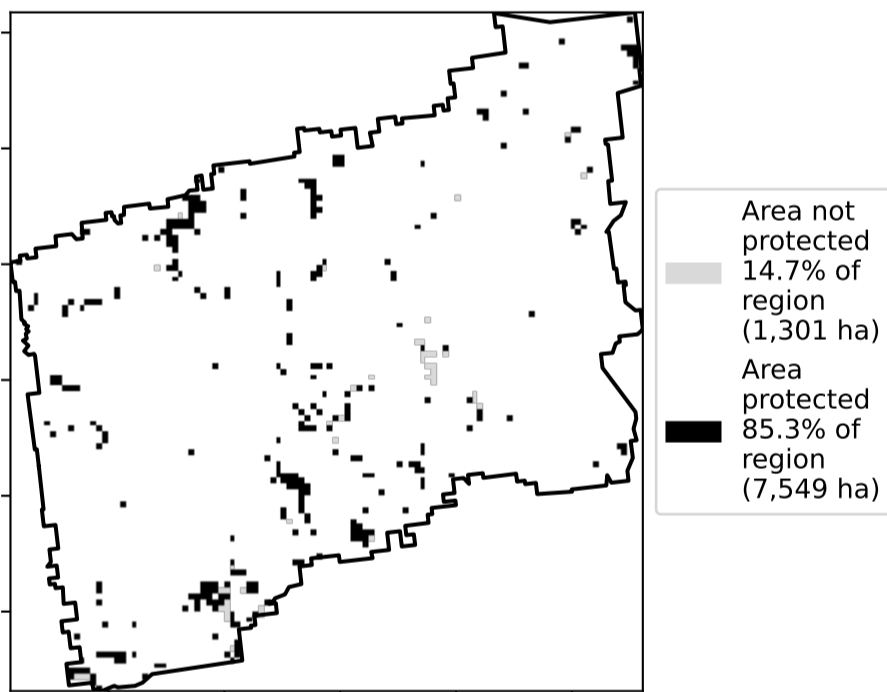 Area not
protected
14.7% of
region
(1,301 ha)
Area
protected
85.3% of
region
(7,549 ha)